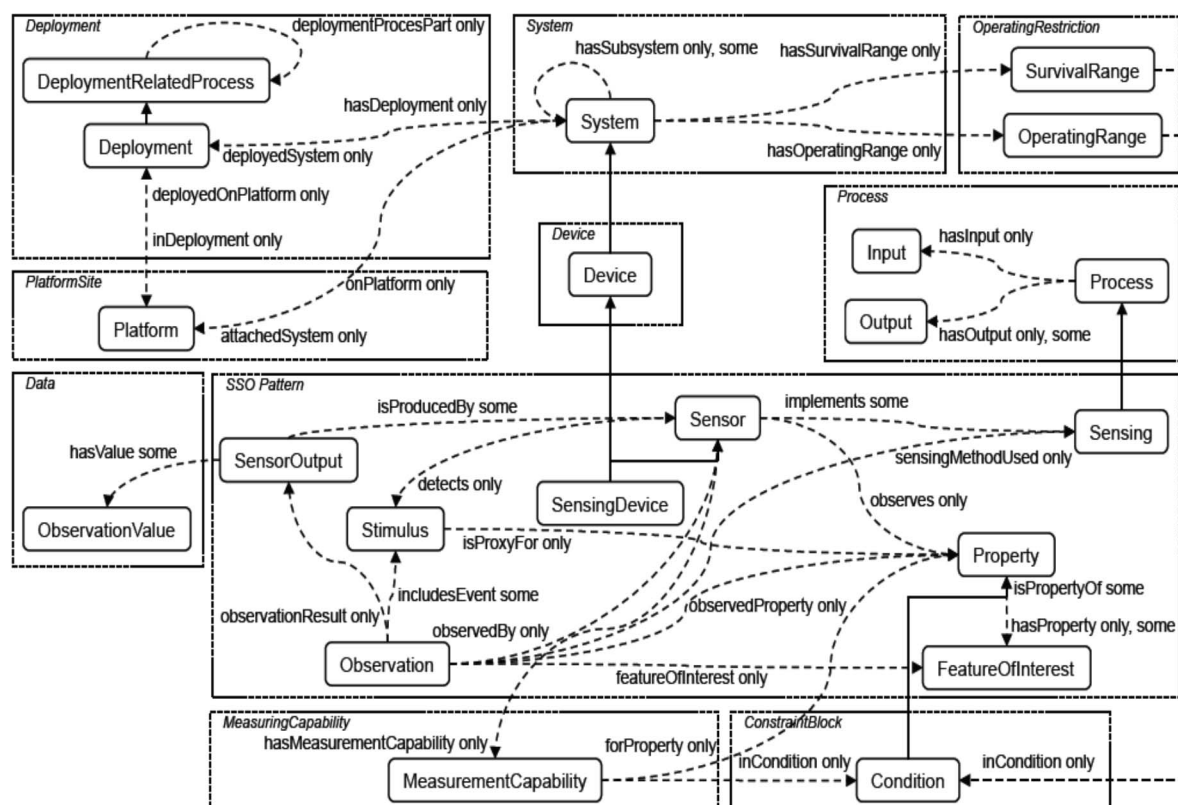 Deployment
deploymentProcesPart only
DeploymentRelatedProcess
Deployment
hasDeployment only
deployedSystem only
deployedOnPlatform only
inDeployment only
System
hasSubsystem only, some
System
hasSurvivalRange only
hasOperatingRange only
OperatingRestriction
SurvivalRange
OperatingRange
PlatformSite
Platform
onPlatform only
attachedSystem only
Device
Device
Process
Input
hasInput only
Process
Output
hasOutput only, some
Data
hasValue some
ObservationValue
SSO Pattern
isProducedBy some
Sensor
implements some
SensorOutput
Sensing
sensingMethodUsed only
detects only
SensingDevice
observes only
Stimulus
isProxyFor only
Property
isPropertyOf some
observationResult only
includesEvent some
observedBy only
observedProperty only
hasProperty only, some
Observation
featureOfInterest only
FeatureOfInterest
MeasuringCapability
hasMeasurementCapability only
forProperty only
MeasurementCapability
ConstraintBlock
inCondition only
Condition
inCondition only